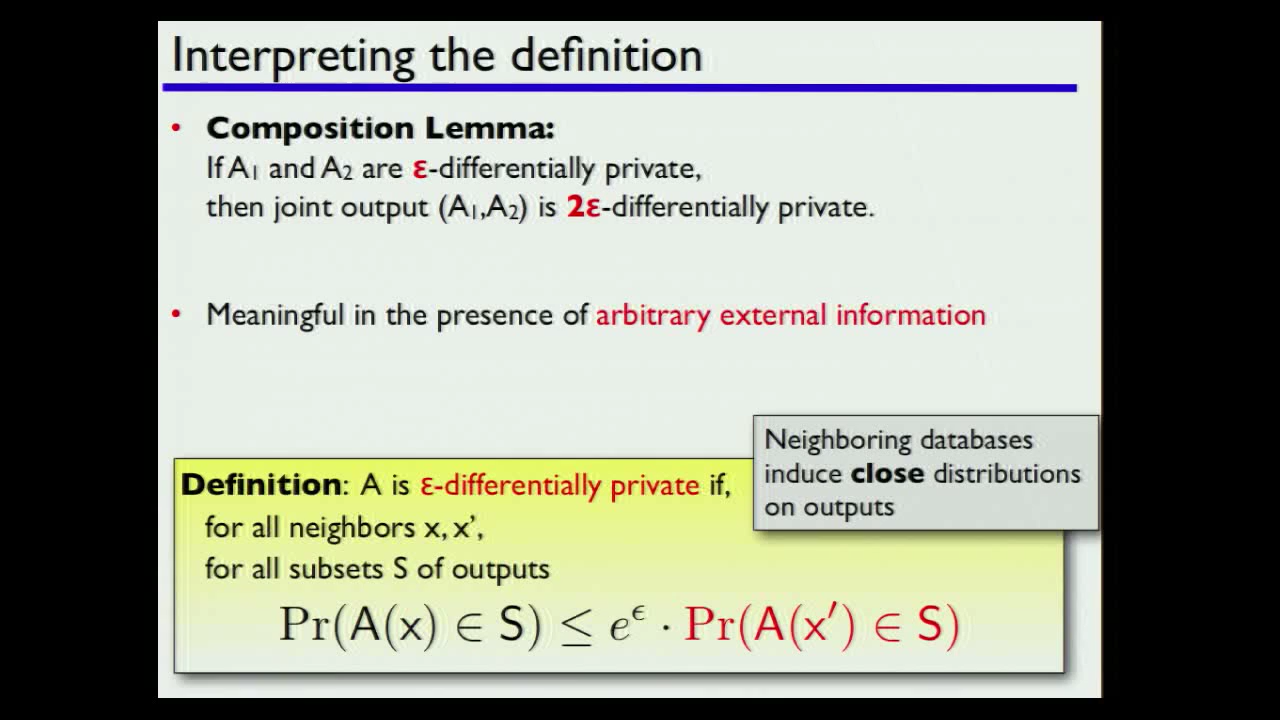 Interpreting the definition
• Composition Lemma:
If A₁ and A₂ are ε-differentially private,
then joint output (A₁,A₂) is 2ε-differentially private.
• Meaningful in the presence of arbitrary external information
Neighboring databases
induce close distributions
on outputs
Definition: A is ε-differentially private if,
for all neighbors x, x’,
for all subsets S of outputs
Pr(A(x) ∈ S) ≤ e^ϵ · Pr(A(x′) ∈ S)